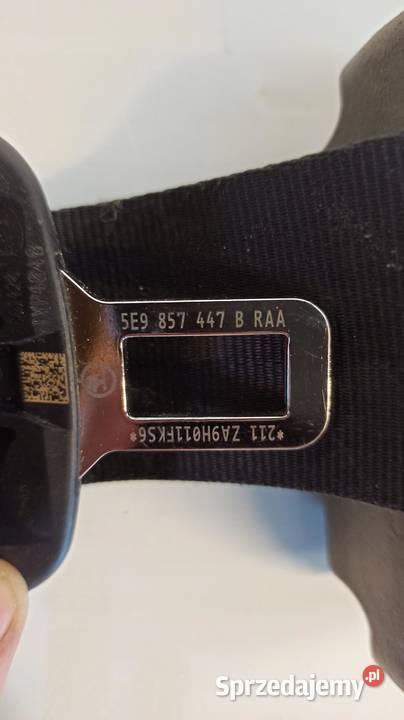 5E9 857 447 B RAA
*211 ZA9H011FKS6*
Sprzedajemy.pl